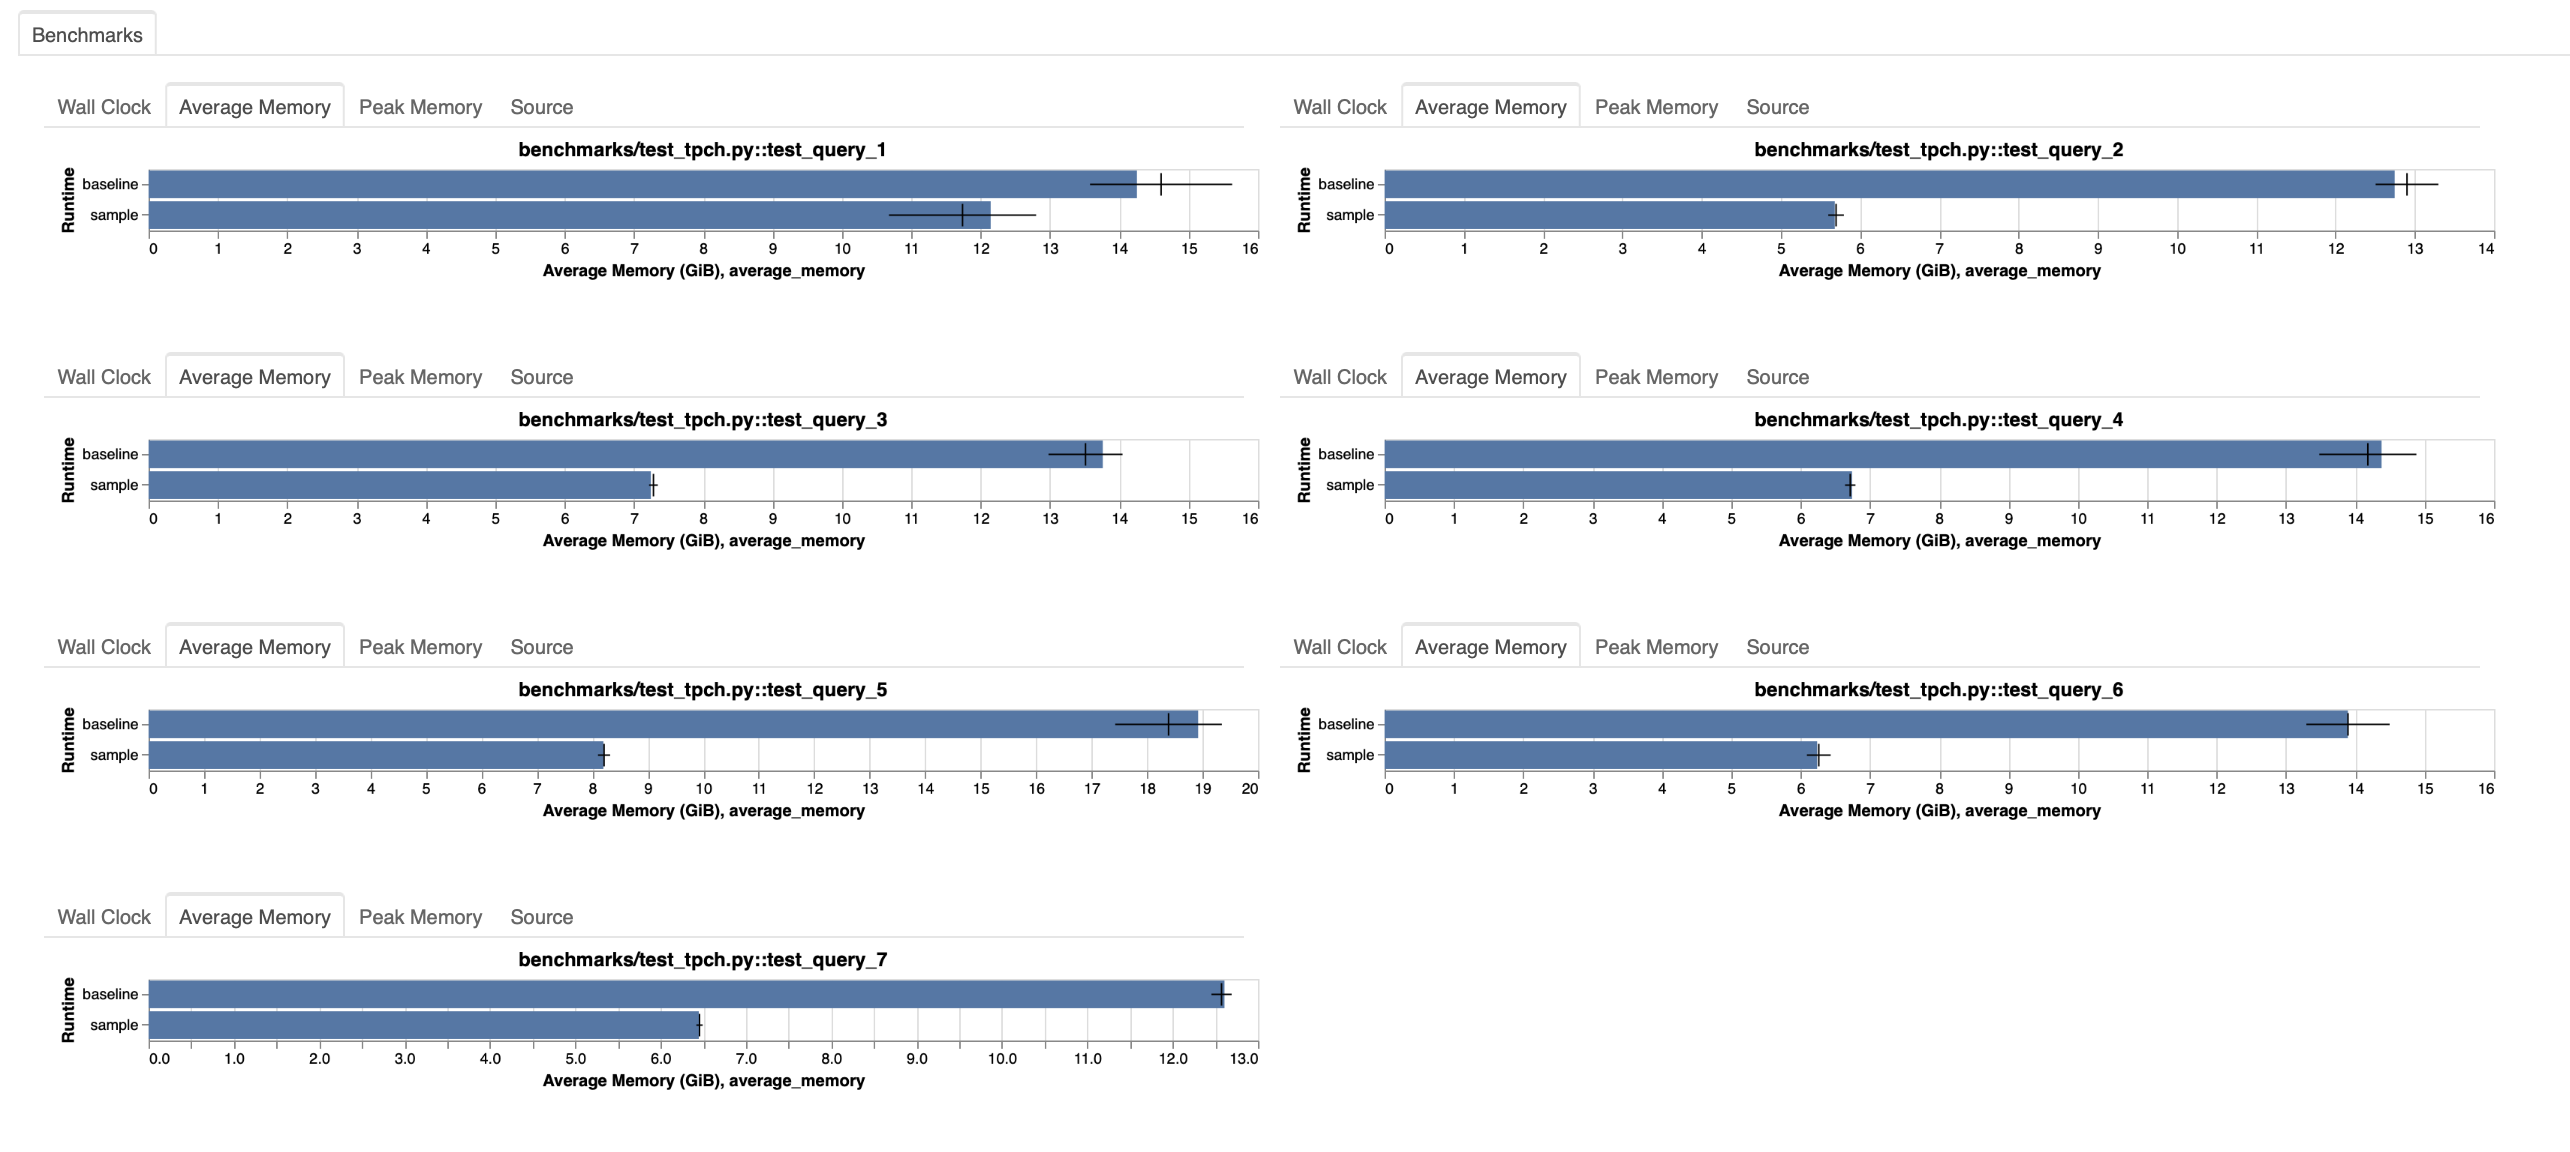 Benchmarks
Wall Clock Average Memory Peak Memory Source
benchmarks/test_tpch.py::test_query_1
Runtime
baseline
sample
0 1 2 3 4 5 6 7 8 9 10 11 12 13 14 15 16
Average Memory (GiB), average_memory
Wall Clock Average Memory Peak Memory Source
benchmarks/test_tpch.py::test_query_2
Runtime
baseline
sample
0 1 2 3 4 5 6 7 8 9 10 11 12 13 14
Average Memory (GiB), average_memory
Wall Clock Average Memory Peak Memory Source
benchmarks/test_tpch.py::test_query_3
Runtime
baseline
sample
0 1 2 3 4 5 6 7 8 9 10 11 12 13 14 15 16
Average Memory (GiB), average_memory
Wall Clock Average Memory Peak Memory Source
benchmarks/test_tpch.py::test_query_4
Runtime
baseline
sample
0 1 2 3 4 5 6 7 8 9 10 11 12 13 14 15 16
Average Memory (GiB), average_memory
Wall Clock Average Memory Peak Memory Source
benchmarks/test_tpch.py::test_query_5
Runtime
baseline
sample
0 1 2 3 4 5 6 7 8 9 10 11 12 13 14 15 16 17 18 19 20
Average Memory (GiB), average_memory
Wall Clock Average Memory Peak Memory Source
benchmarks/test_tpch.py::test_query_6
Runtime
baseline
sample
0 1 2 3 4 5 6 7 8 9 10 11 12 13 14 15 16
Average Memory (GiB), average_memory
Wall Clock Average Memory Peak Memory Source
benchmarks/test_tpch.py::test_query_7
Runtime
baseline
sample
0.0 1.0 2.0 3.0 4.0 5.0 6.0 7.0 8.0 9.0 10.0 11.0 12.0 13.0
Average Memory (GiB), average_memory